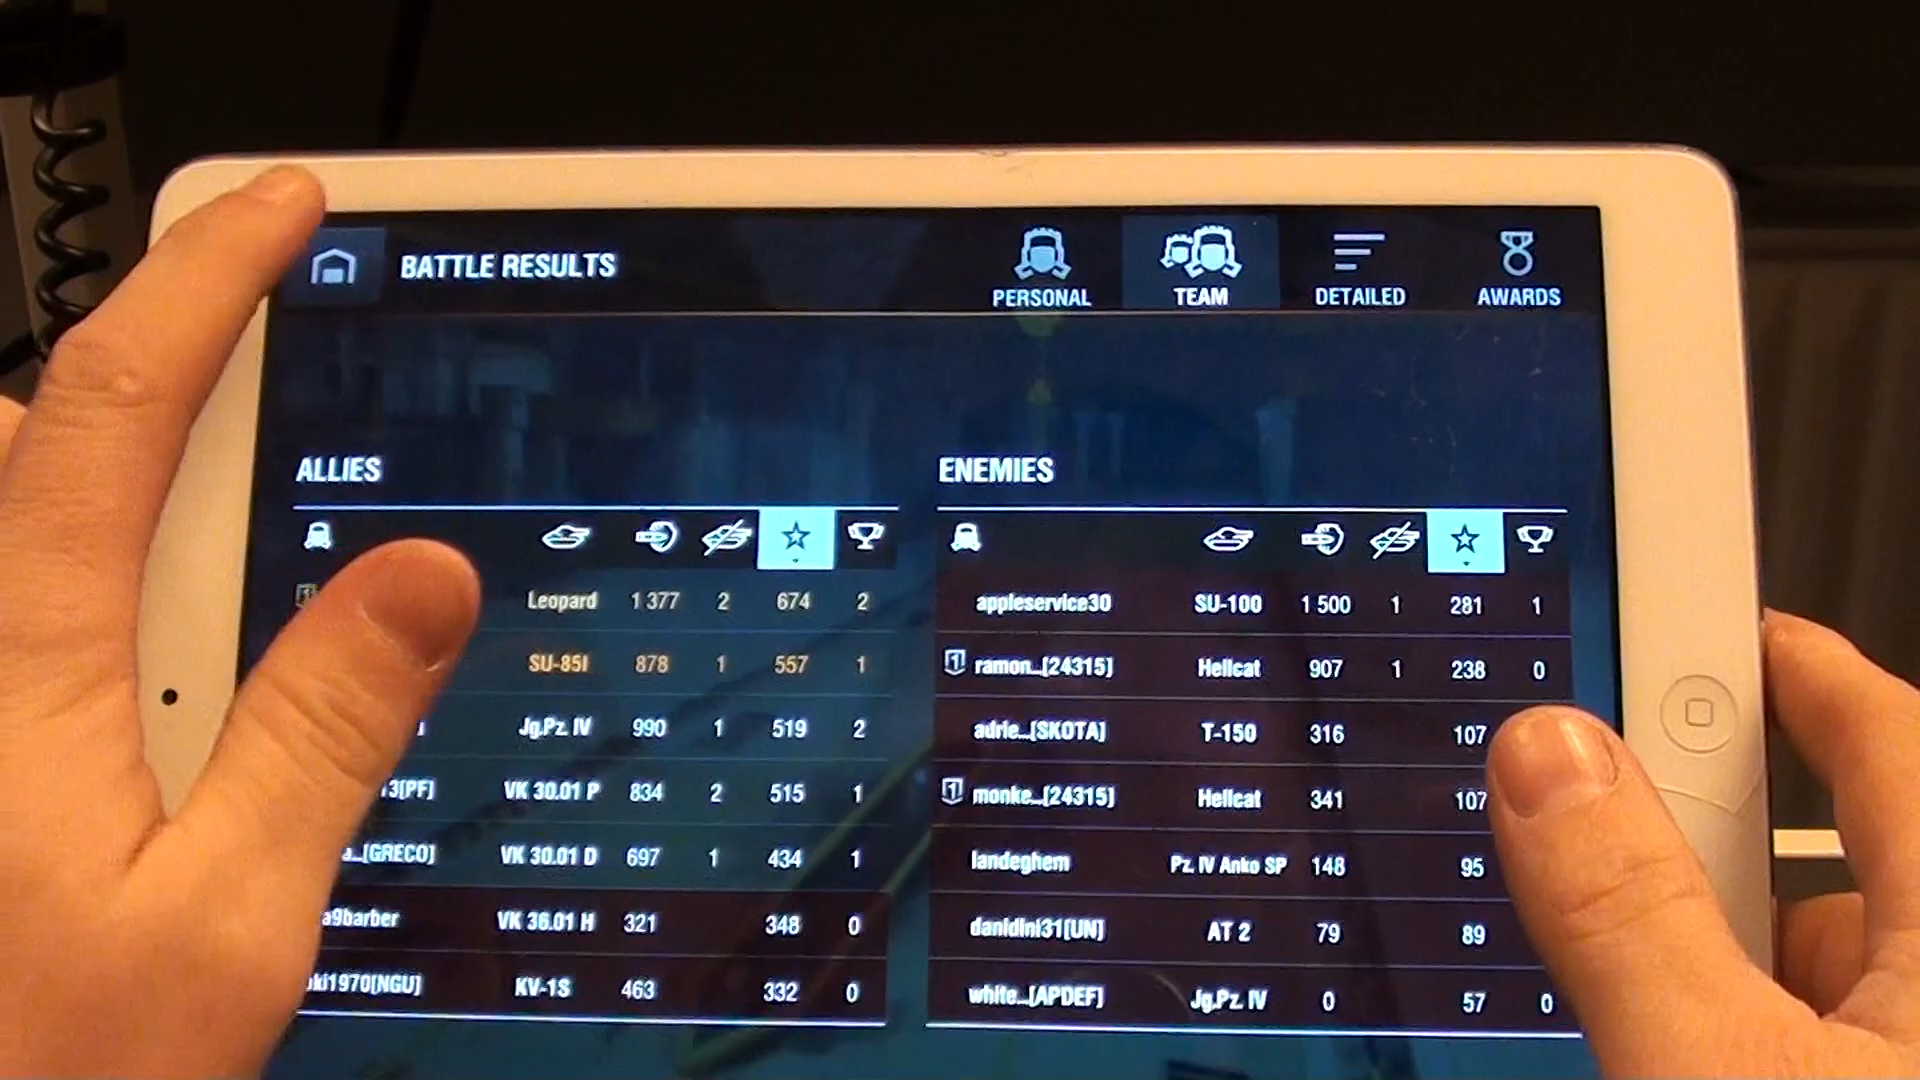 BATTLE RESULTS
PERSONAL
TEAM
DETAILED
AWARDS
ALLIES
Leopard 1 377 2 674 2
SU-85I 878 1 557 1
Jg.Pz. IV 990 1 519 2
13[PF] VK 30.01 P 834 2 515 1
a...[GRECO] VK 30.01 D 697 1 434 1
a9barber VK 36.01 H 321 348 0
ki1970[NGU] KV-1S 463 332 0
ENEMIES
appleservice30 SU-100 1 500 1 281 1
ramon...[24315] Hellcat 907 1 238 0
adrie...[SKOTA] T-150 316 107
monke...[24315] Hellcat 341 107
landeghem Pz. IV Anko SP 148 95
danidini31[UN] AT 2 79 89
white...[APDEF] Jg.Pz. IV 0 57 0